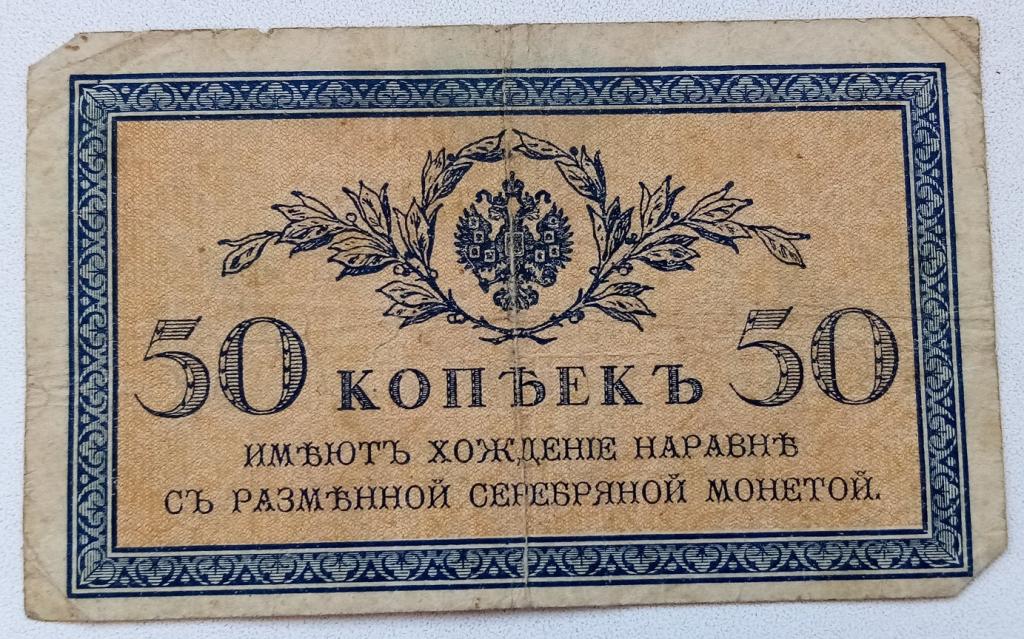 50 КОПѢЕКЪ 50
ИМѢЮТЪ ХОЖДЕНІЕ НАРАВНѢ
СЪ РАЗМѢННОЙ СЕРЕБРЯНОЙ МОНЕТОЙ.